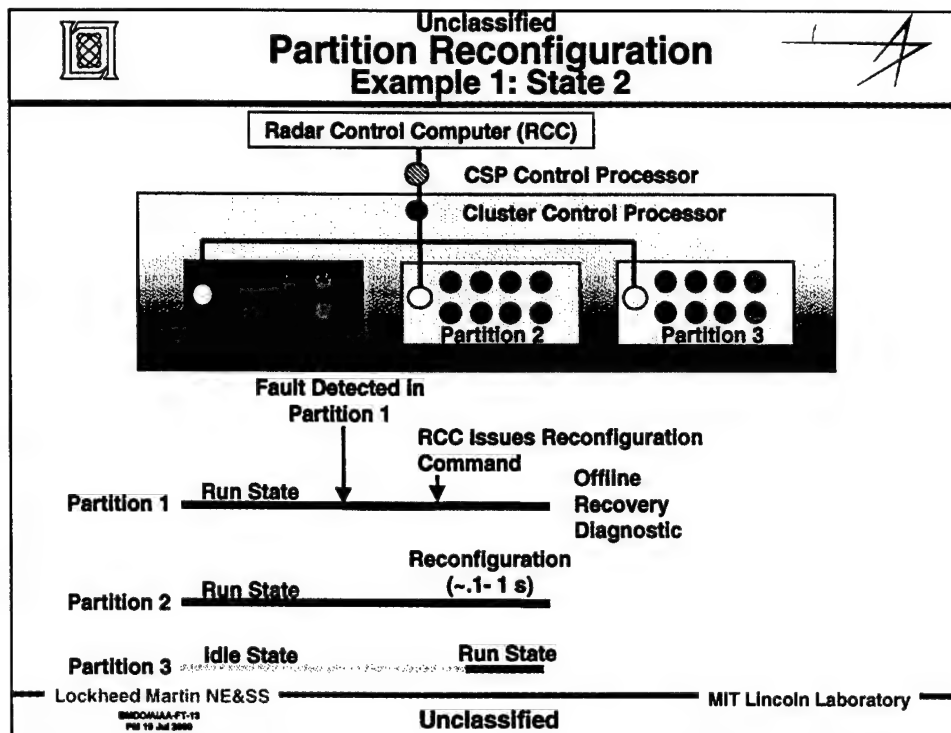 Unclassified
Partition Reconfiguration
Example 1: State 2
Radar Control Computer (RCC)
CSP Control Processor
Cluster Control Processor
Partition 2
Partition 3
Fault Detected in
Partition 1
RCC Issues Reconfiguration
Command
Partition 1
Run State
Offline
Recovery
Diagnostic
Reconfiguration
(~.1- 1 s)
Partition 2
Run State
Partition 3
Idle State
Run State
Lockheed Martin NE&SS
MIT Lincoln Laboratory
Unclassified